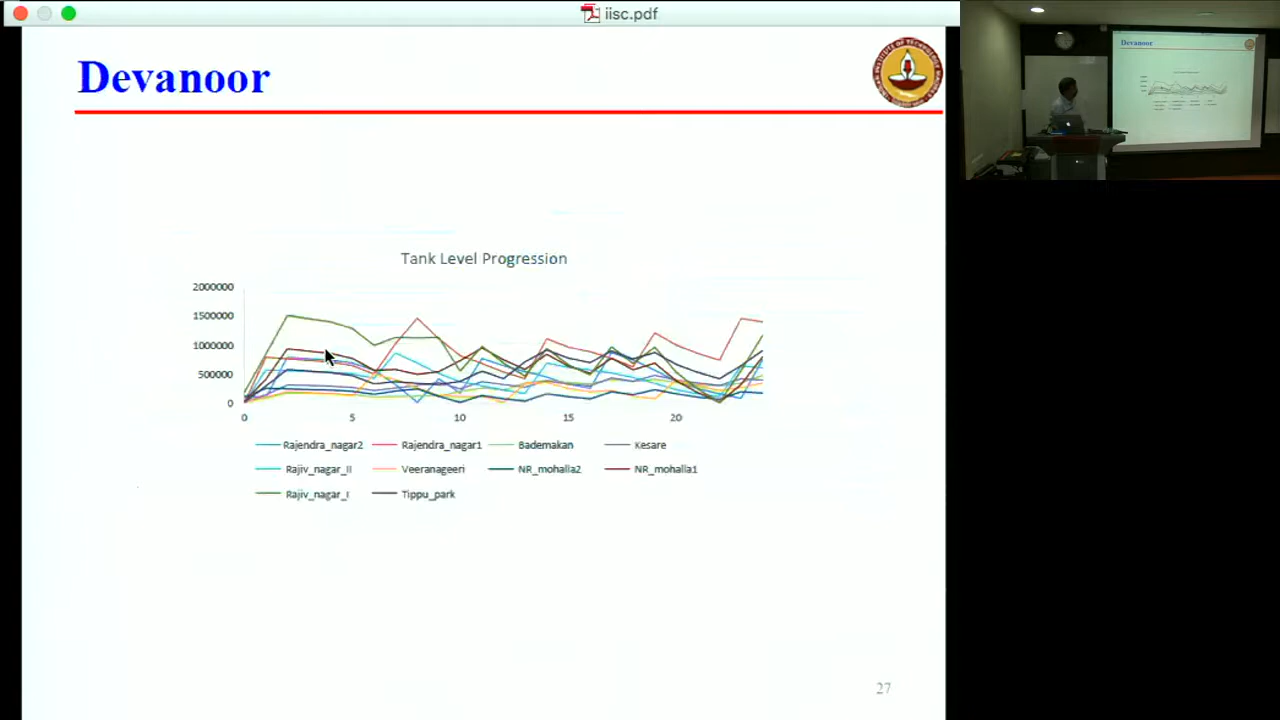 iisc.pdf
Devanoor
Devanoor
Tank Level Progression
2000000
1500000
1000000
500000
0
0 5 10 15 20
Rajendra_nagar2 Rajendra_nagar1 Bademakan Kesare
Rajiv_nagar_II Veeranageeri NR_mohalla2 NR_mohalla1
Rajiv_nagar_I Tippu_park
27